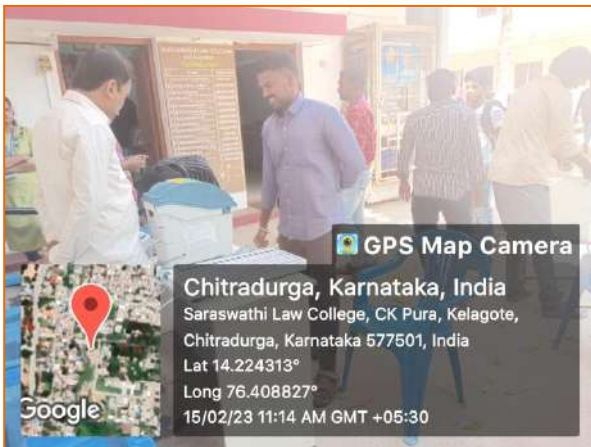 GPS Map Camera
Chitradurga, Karnataka, India
Saraswathi Law College, CK Pura, Kelagote,
Chitradurga, Karnataka 577501, India
Lat 14.224313°
Long 76.408827°
15/02/23 11:14 AM GMT +05:30
Google